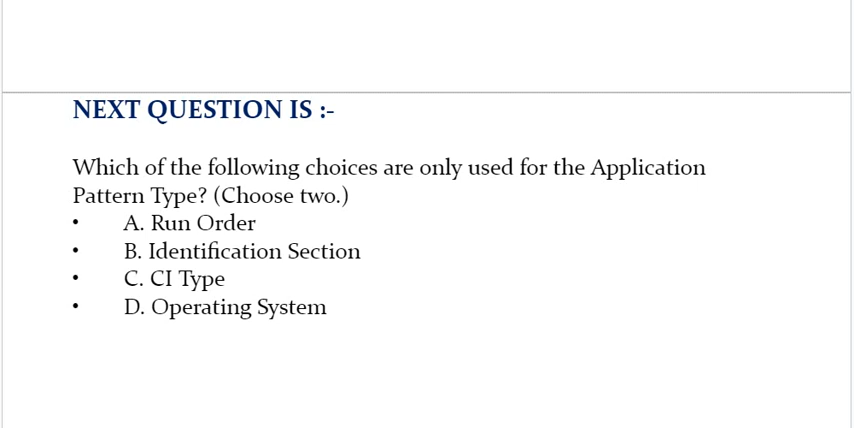 NEXT QUESTION IS :-
Which of the following choices are only used for the Application
Pattern Type? (Choose two.)
• A. Run Order
• B. Identification Section
• C. CI Type
• D. Operating System